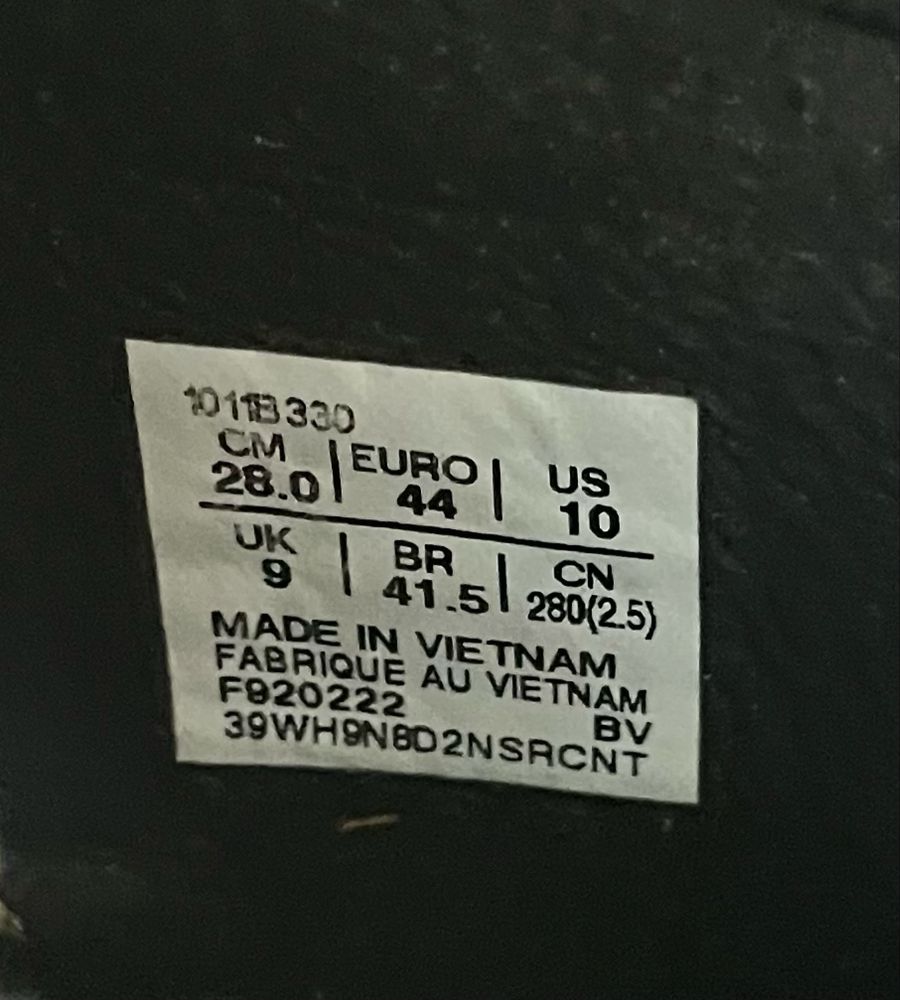 1011B330
CM | EURO | US
28.0 | 44 | 10
UK | BR | CN
9 | 41.5 | 280(2.5)
MADE IN VIETNAM
FABRIQUE AU VIETNAM
F920222 BV
39WH9N8D2NSRCNT